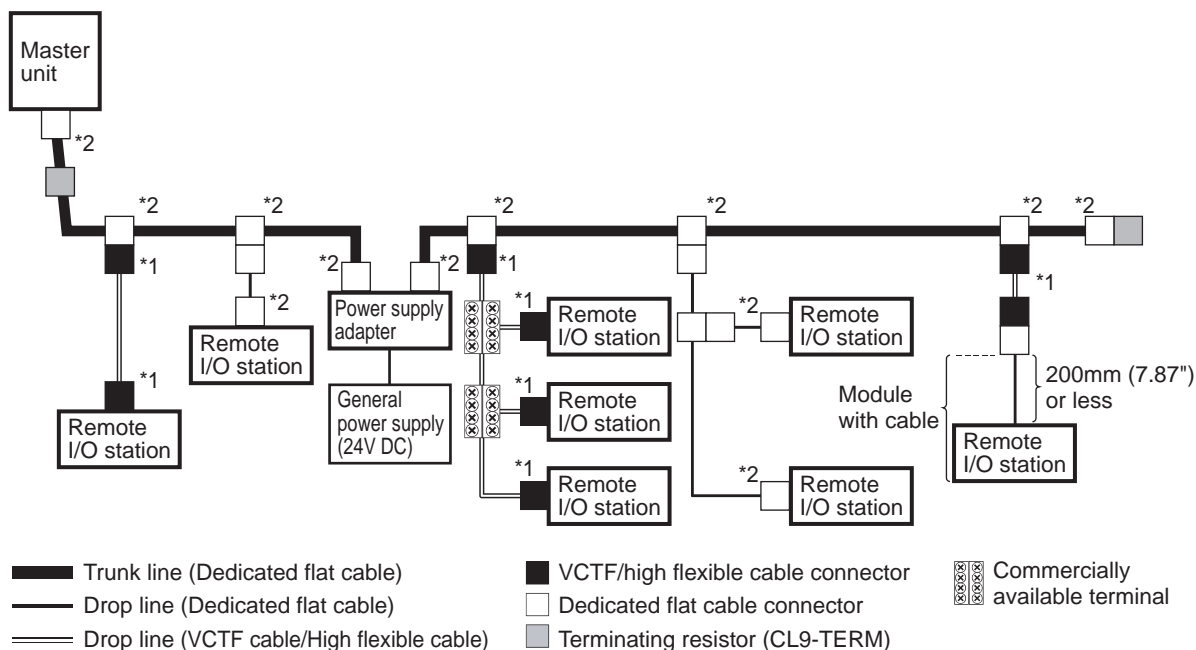 Master
unit
*2
*2
*2
*2
*2
*2
*2
*2
*2
*1
*1
*1
*2
Power supply
adapter
*1
Remote
I/O station
*2
Remote
I/O station
Remote
I/O station
General
power supply
(24V DC)
*1
Remote
I/O station
Module
with cable
200mm (7.87")
or less
*1
Remote
I/O station
Remote
I/O station
*1
Remote
I/O station
*2
Remote
I/O station
Trunk line (Dedicated flat cable)
Drop line (Dedicated flat cable)
Drop line (VCTF cable/High flexible cable)
VCTF/high flexible cable connector
Dedicated flat cable connector
Terminating resistor (CL9-TERM)
Commercially
available terminal